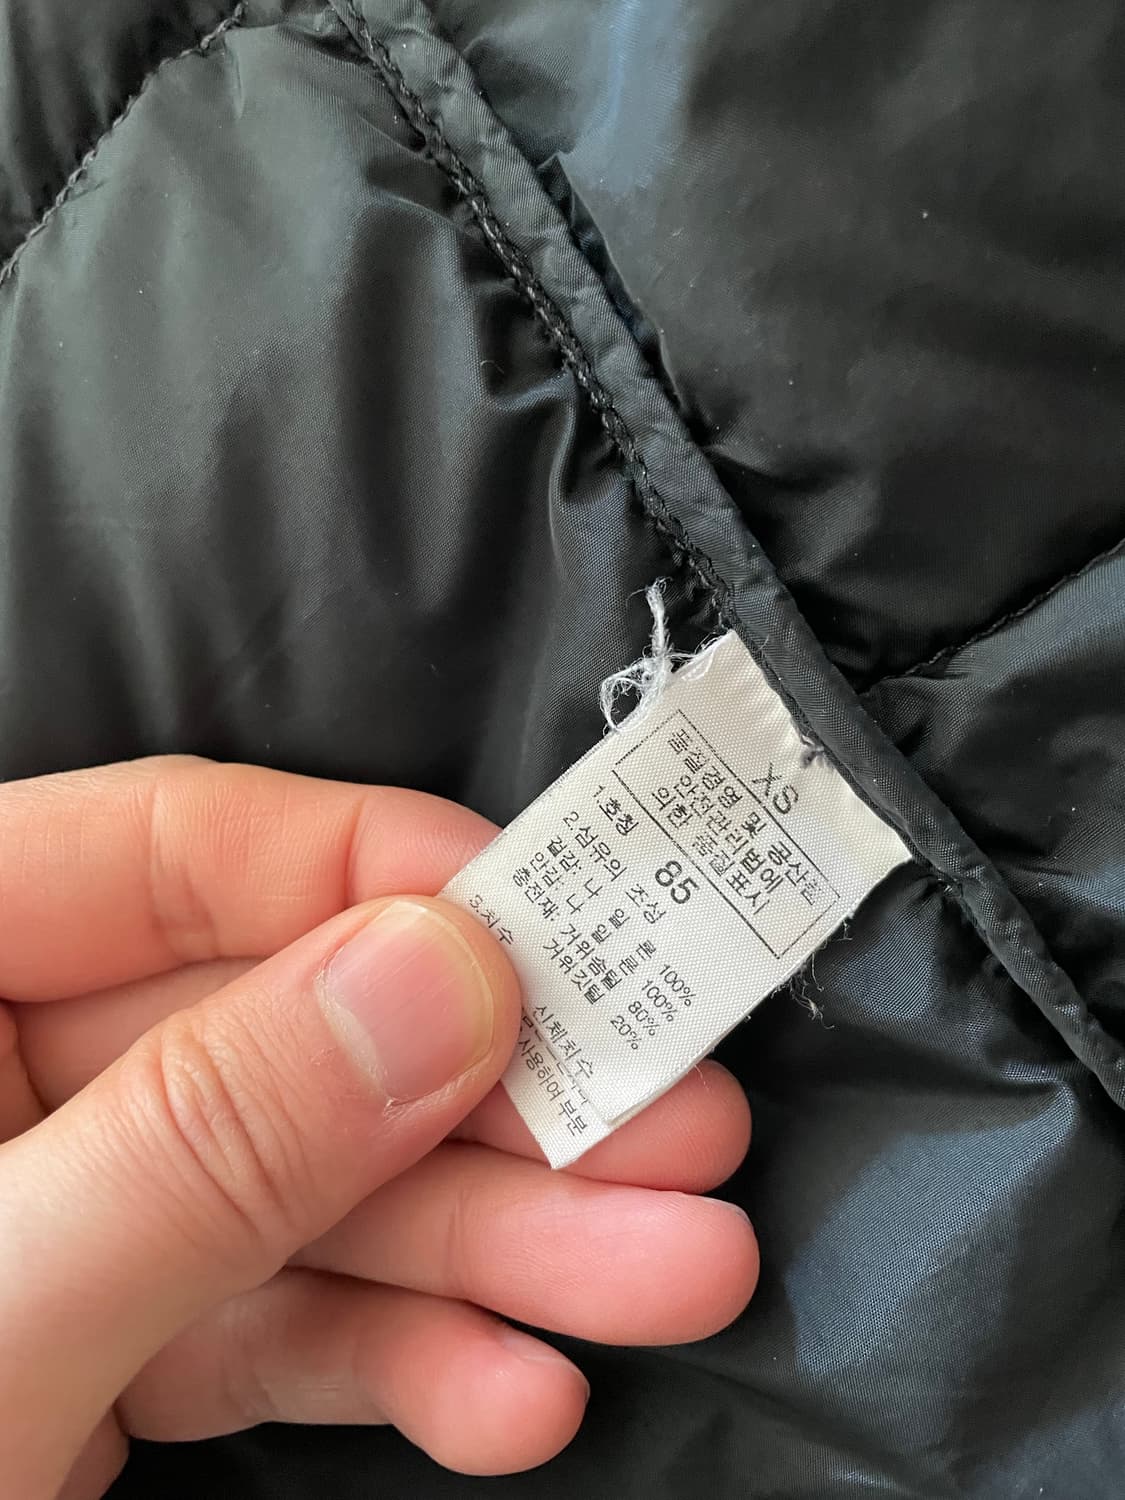 XS
품질경영 및 공산품
안전관리법에
의한 품질표시
1.호칭 85
2.섬유의 조성
겉감: 나 일 론 100%
안감: 나 일 론 100%
충전재: 거위솜털 80%
거위깃털 20%
3.치수
신체치수
사용하여 부분